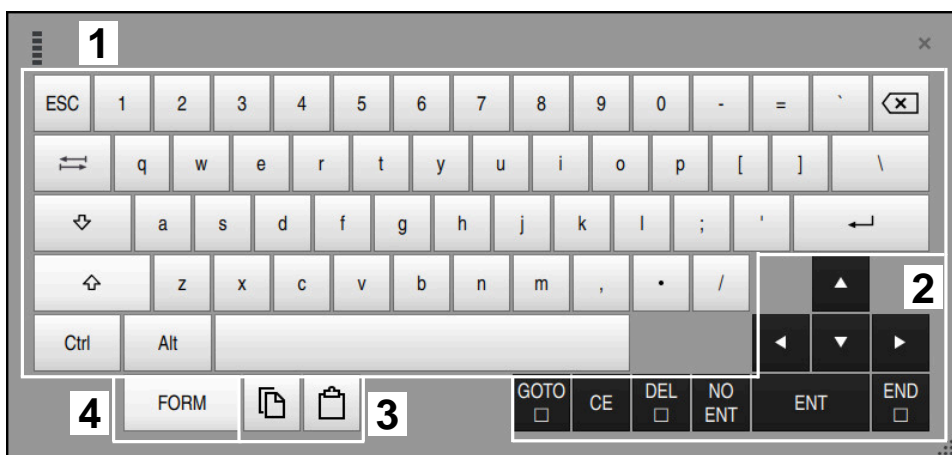 1 ×
ESC 1 2 3 4 5 6 7 8 9 0 - = `
q w e r t y u i o p [ ] \
a s d f g h j k l ; '
z x c v b n m , • / 2
Ctrl Alt
4 FORM 3 GOTO □ CE DEL □ NO ENT ENT END □